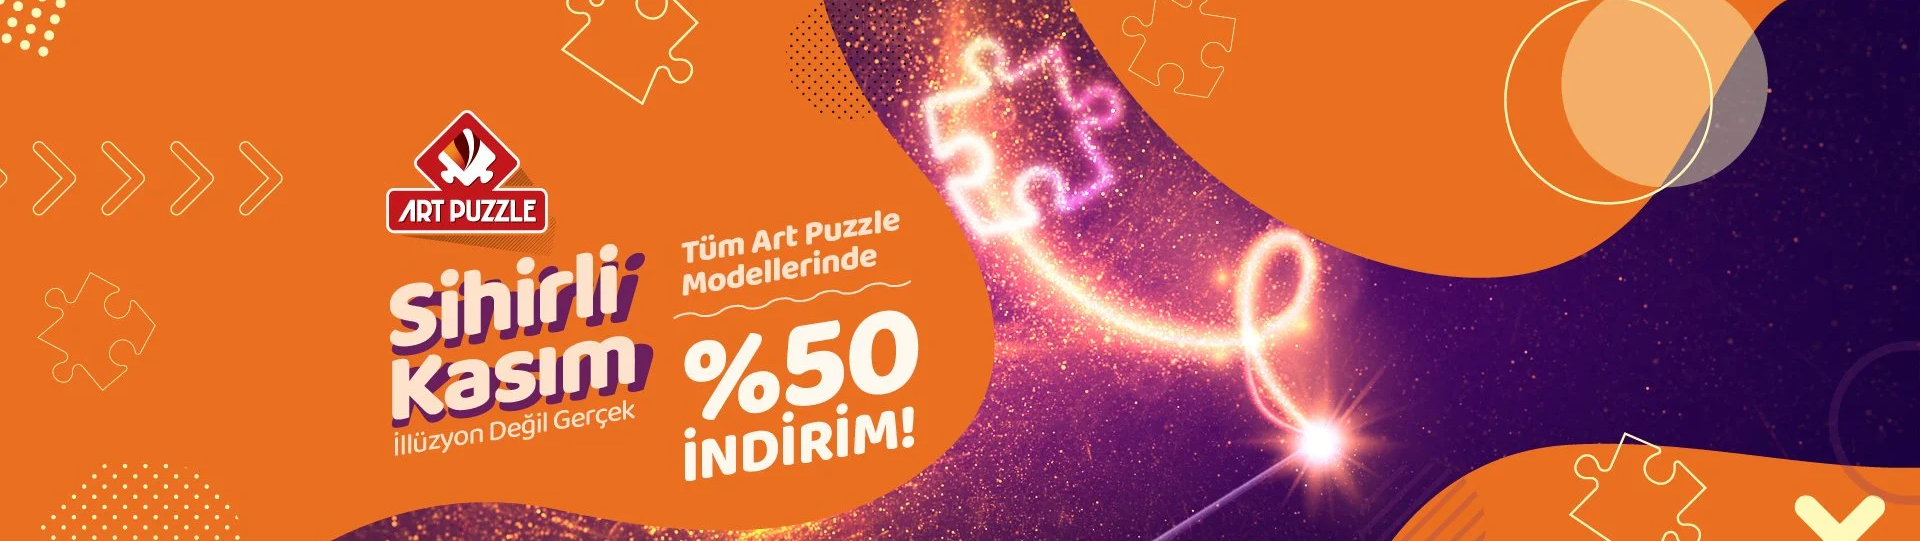 ART PUZZLE
Sihirli
Kasım
İllüzyon Değil Gerçek
Tüm Art Puzzle
Modellerinde
%50
İNDİRİM!